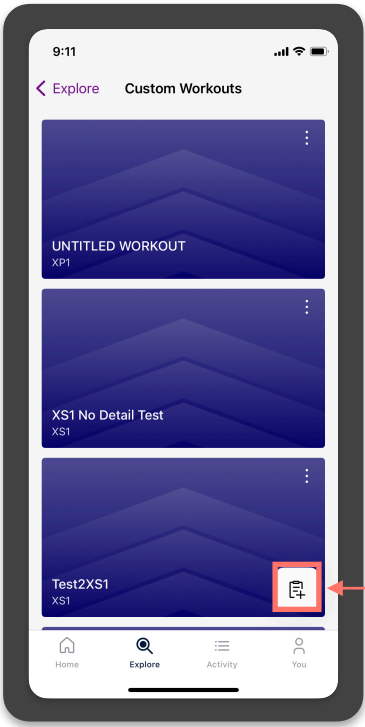 9:11
Explore
Custom Workouts
UNTITLED WORKOUT
XP1
XS1 No Detail Test
XS1
Test2XS1
XS1
Home
Explore
Activity
You